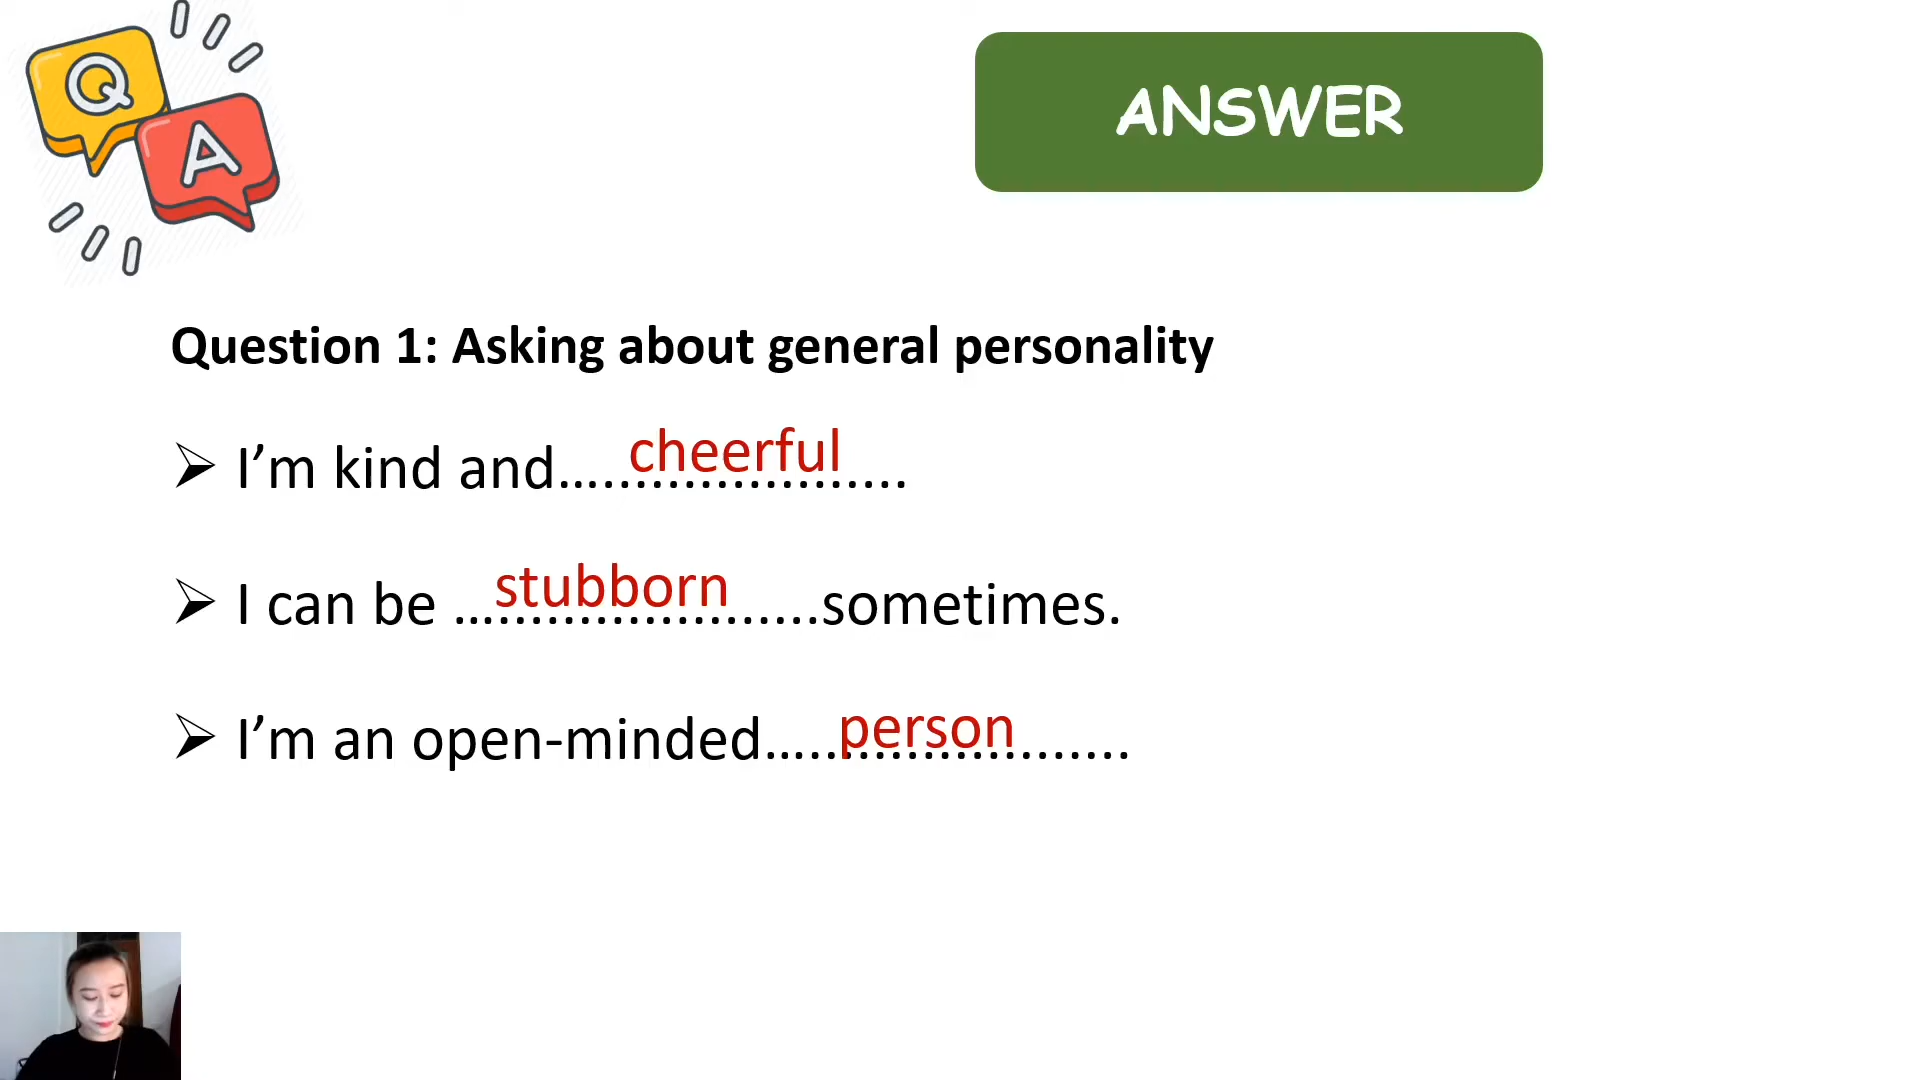 Q
A
ANSWER
Question 1: Asking about general personality
➢ I’m kind and…..cheerful...................
➢ I can be …stubborn....................sometimes.
➢ I’m an open-minded…..person....................